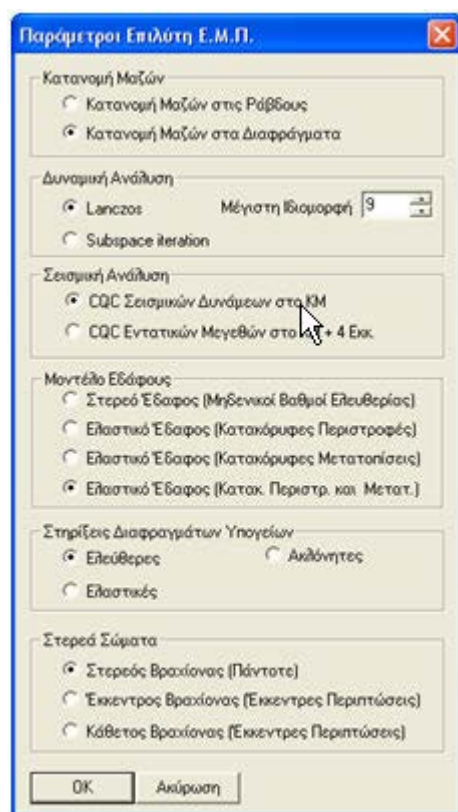 Παράμετροι Επιλύτη Ε.Μ.Π.
Κατανομή Μαζών
Κατανομή Μαζών στις Ράβδους
Κατανομή Μαζών στα Διαφράγματα
Δυναμική Ανάλυση
Lanczos Μέγιστη Ιδιομορφή 9
Subspace iteration
Σεισμική Ανάλυση
CQC Σεισμικών Δυνάμεων στο ΚΜ
CQC Εντατικών Μεγεθών στο + 4 Εκκ.
Μοντέλο Εδάφους
Στερεό Έδαφος (Μηδενικοί Βαθμοί Ελευθερίας)
Ελαστικό Έδαφος (Κατακόρυφες Περιστροφές)
Ελαστικό Έδαφος (Κατακόρυφες Μετατοπίσεις)
Ελαστικό Έδαφος (Κατακ. Περιστρ. και Μετατ.)
Στηρίξεις Διαφραγμάτων Υπογείων
Ελεύθερες Ακλόνητες
Ελαστικές
Στερεά Σώματα
Στερεός Βραχίονας (Πάντοτε)
Έκκεντρος Βραχίονας (Έκκεντρες Περιπτώσεις)
Κάθετος Βραχίονας (Έκκεντρες Περιπτώσεις)
OK Ακύρωση